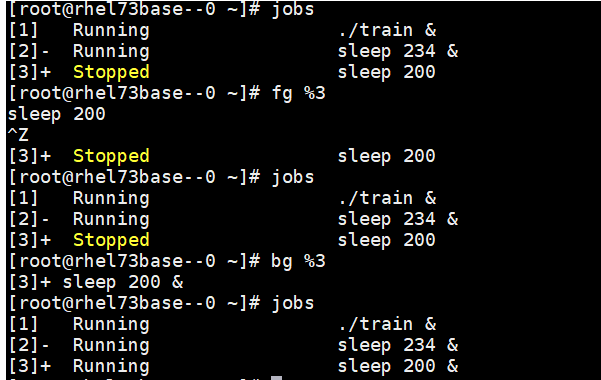 [root@rhel73base--0 ~]# jobs
[1]   Running                 ./train &
[2]-  Running                 sleep 234 &
[3]+  Stopped                 sleep 200
[root@rhel73base--0 ~]# fg %3
sleep 200
^Z
[3]+  Stopped                 sleep 200
[root@rhel73base--0 ~]# jobs
[1]   Running                 ./train &
[2]-  Running                 sleep 234 &
[3]+  Stopped                 sleep 200
[root@rhel73base--0 ~]# bg %3
[3]+ sleep 200 &
[root@rhel73base--0 ~]# jobs
[1]   Running                 ./train &
[2]-  Running                 sleep 234 &
[3]+  Running                 sleep 200 &